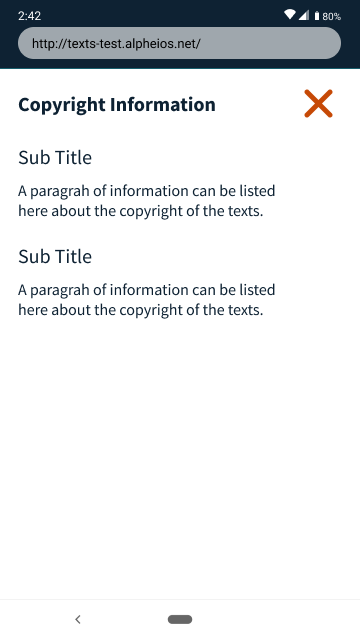 2:42
80%
http://texts-test.alpheios.net/
Copyright Information
Sub Title
A paragrah of information can be listed
here about the copyright of the texts.
Sub Title
A paragrah of information can be listed
here about the copyright of the texts.